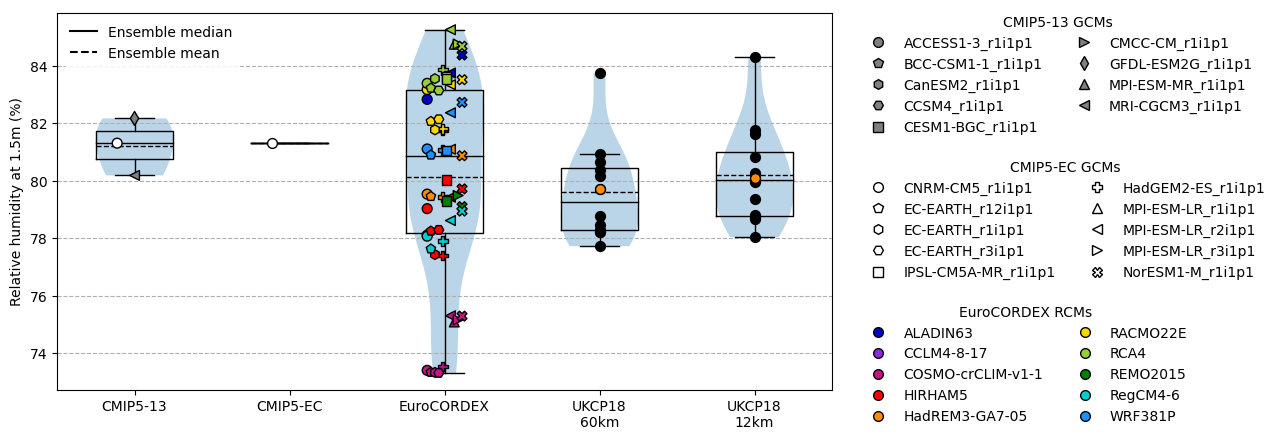 Relative humidity at 1.5m (%)
84
82
80
78
76
74
Ensemble median
Ensemble mean
CMIP5-13
CMIP5-EC
EuroCORDEX
UKCP18
60km
UKCP18
12km
CMIP5-13 GCMs
ACCESS1-3_r1i1p1
BCC-CSM1-1_r1i1p1
CanESM2_r1i1p1
CCSM4_r1i1p1
CESM1-BGC_r1i1p1
CMCC-CM_r1i1p1
GFDL-ESM2G_r1i1p1
MPI-ESM-MR_r1i1p1
MRI-CGCM3_r1i1p1
CMIP5-EC GCMs
CNRM-CM5_r1i1p1
EC-EARTH_r12i1p1
EC-EARTH_r1i1p1
EC-EARTH_r3i1p1
IPSL-CM5A-MR_r1i1p1
HadGEM2-ES_r1i1p1
MPI-ESM-LR_r1i1p1
MPI-ESM-LR_r2i1p1
MPI-ESM-LR_r3i1p1
NorESM1-M_r1i1p1
EuroCORDEX RCMs
ALADIN63
CCLM4-8-17
COSMO-crCLIM-v1-1
HIRHAM5
HadREM3-GA7-05
RACMO22E
RCA4
REMO2015
RegCM4-6
WRF381P